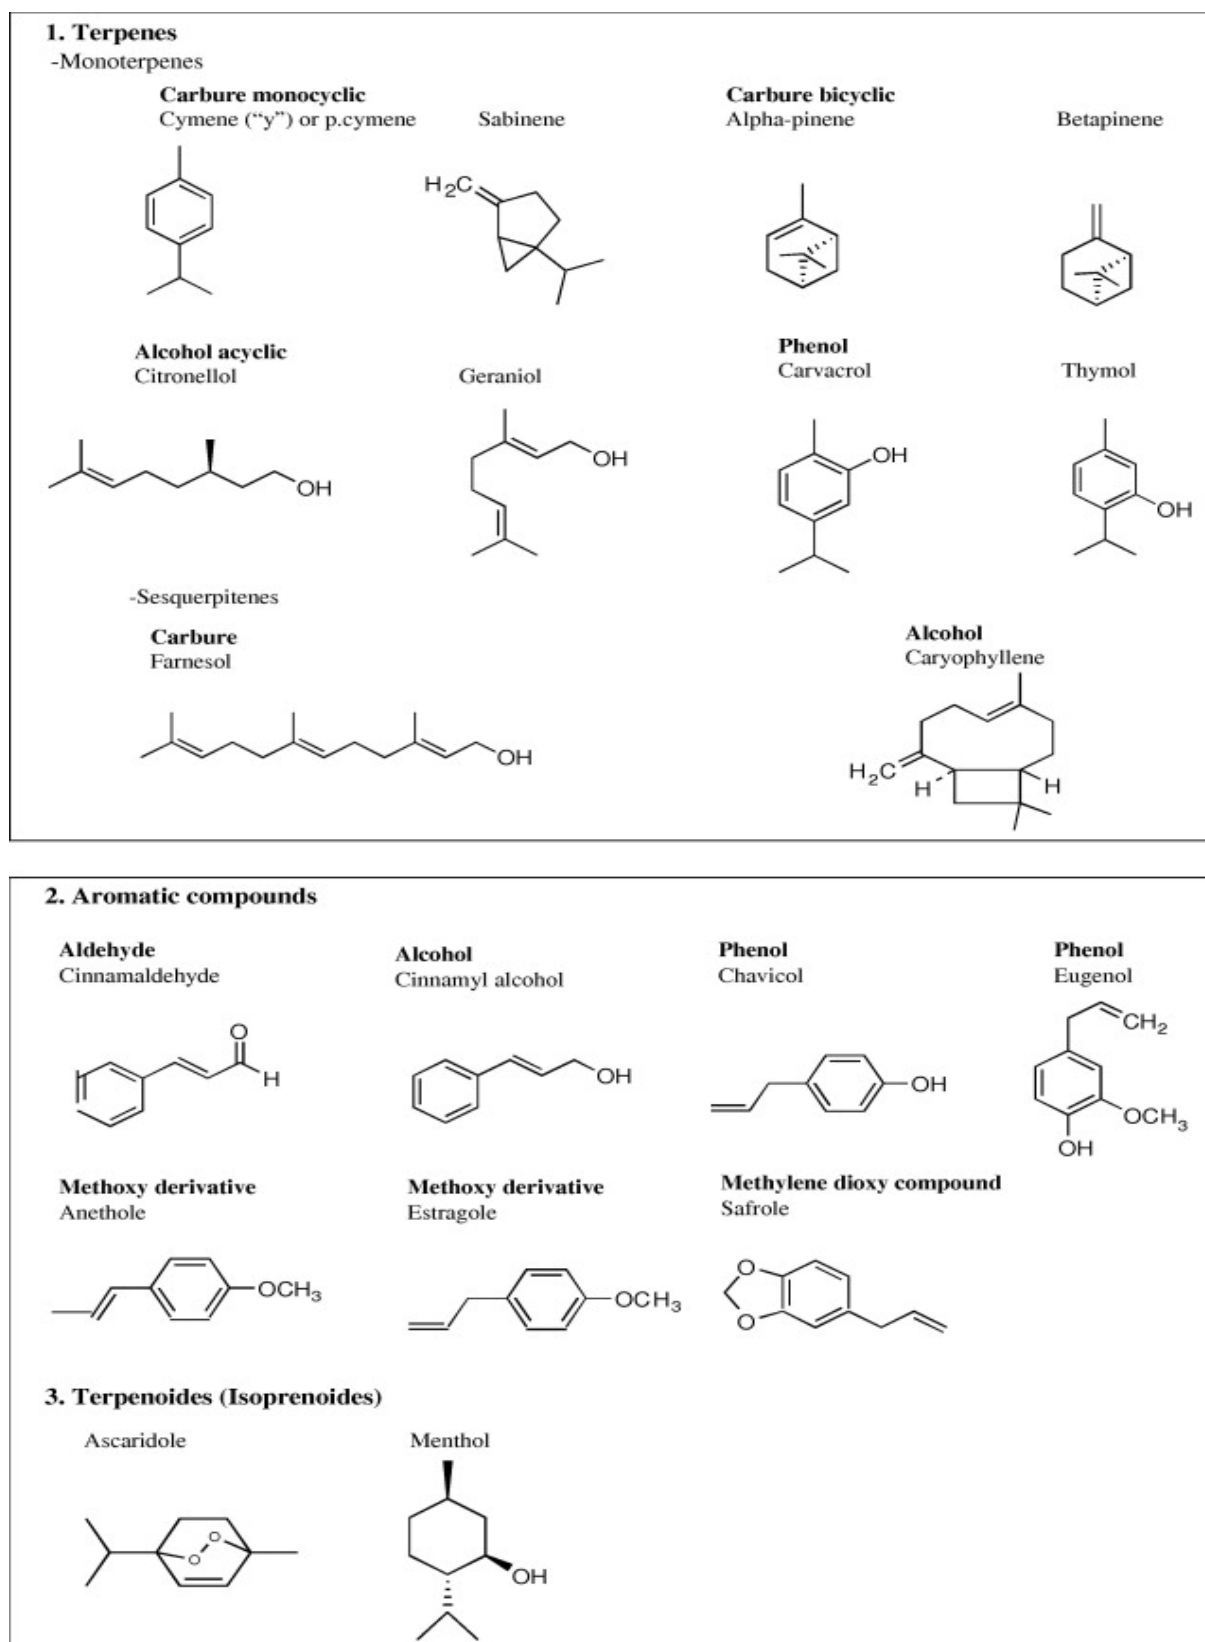 1. Terpenes
-Monoterpenes
Carbure monocyclic
Cymene (“y”) or p.cymene
Sabinene
Carbure bicyclic
Alpha-pinene
Betapinene
H2C
Alcohol acyclic
Citronellol
Geraniol
Phenol
Carvacrol
Thymol
OH
OH
OH
OH
-Sesquerpitenes
Carbure
Farnesol
Alcohol
Caryophyllene
OH
H2C
H
H
2. Aromatic compounds
Aldehyde
Cinnamaldehyde
Alcohol
Cinnamyl alcohol
Phenol
Chavicol
Phenol
Eugenol
O
H
OH
OH
CH2
OCH3
OH
Methoxy derivative
Anethole
Methoxy derivative
Estragole
Methylene dioxy compound
Safrole
OCH3
OCH3
O
O
3. Terpenoides (Isoprenoides)
Ascaridole
Menthol
O
O
OH